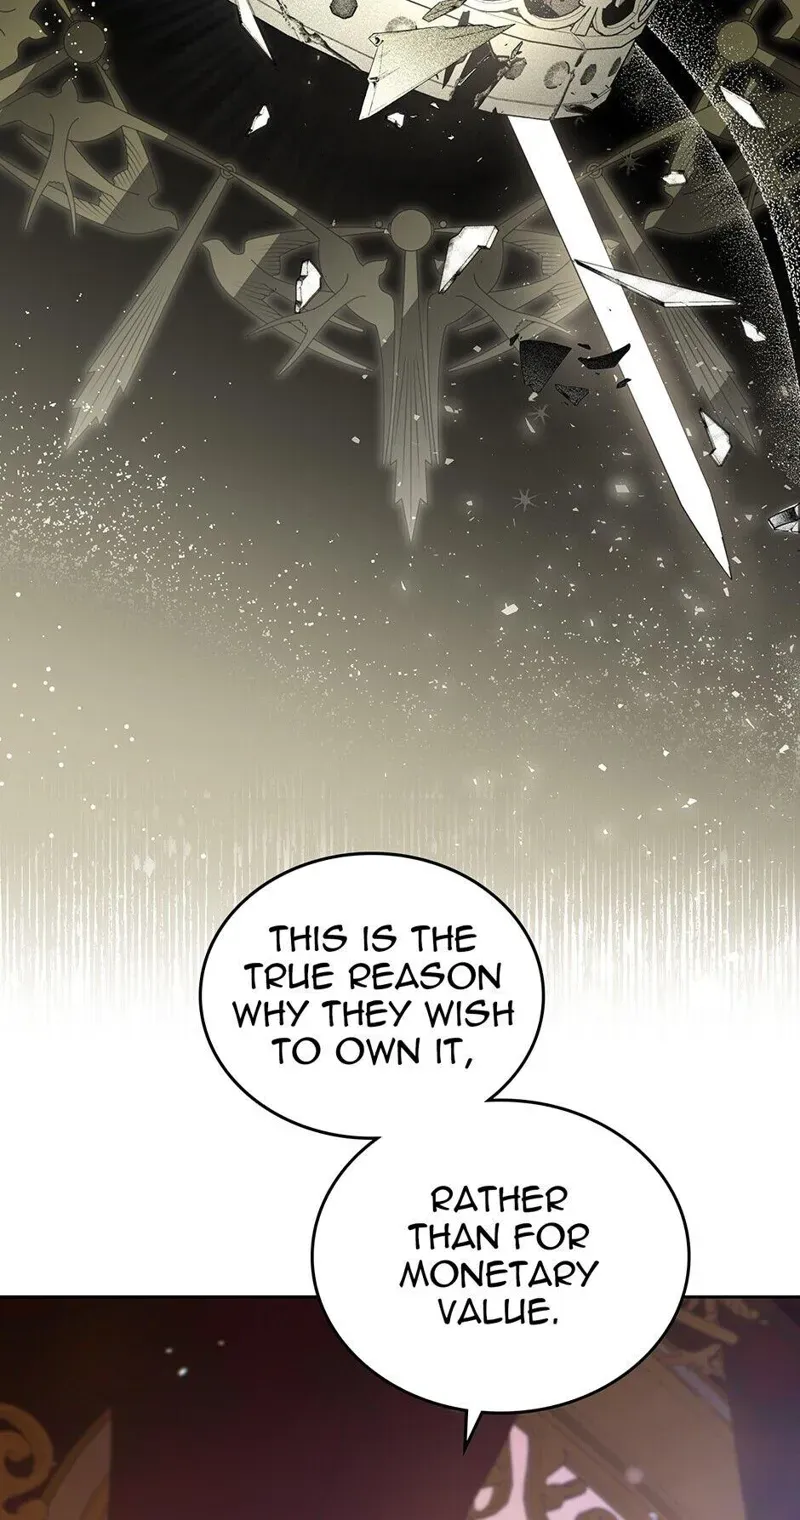 THIS IS THE
TRUE REASON
WHY THEY WISH
TO OWN IT,
RATHER
THAN FOR
MONETARY
VALUE.